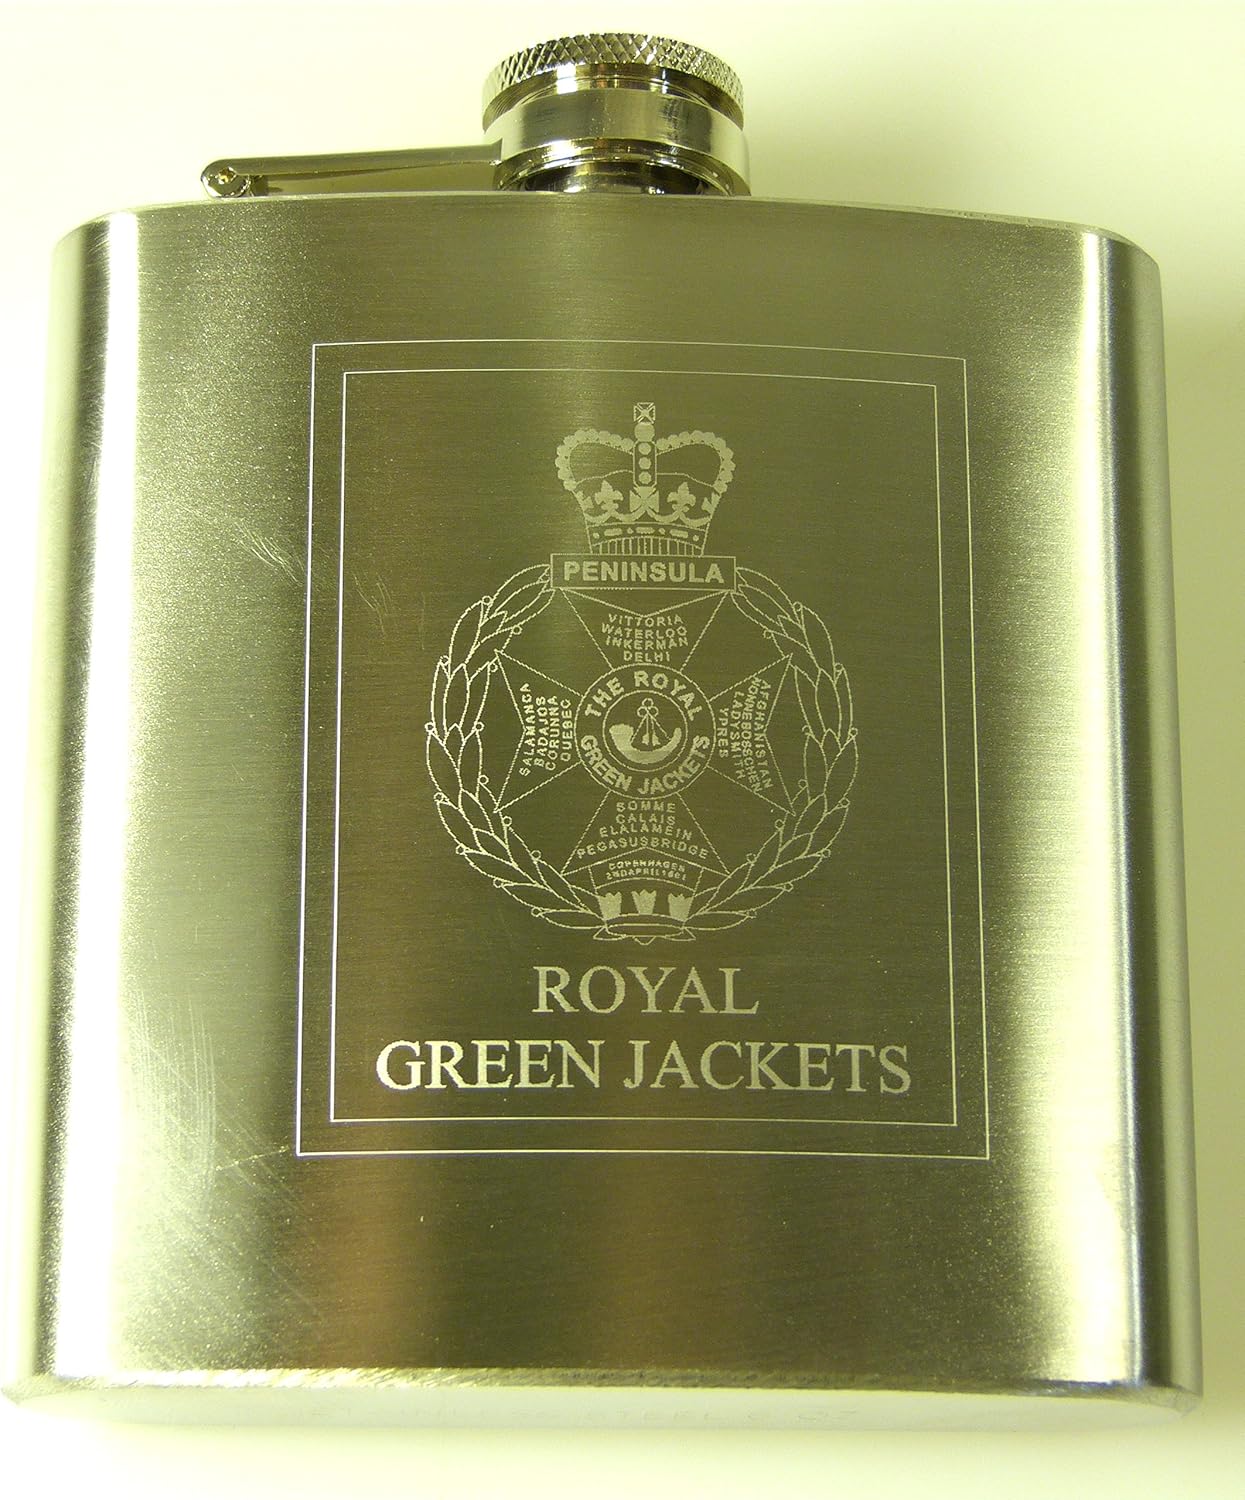 PENINSULA
VITTORIA
WATERLOO
INKERMAN
DELHI
SALAMANCA
BADAJOS
CORUNNA
QUEBEC
THE ROYAL
GREEN JACKETS
AFGHANISTAN
NONNEBOSSCHEN
LADYSMITH
YPRES
SOMME
CALAIS
ELALAMEIN
PEGASUSBRIDGE
COPENHAGEN
2NDAPRIL1801
ROYAL
GREEN JACKETS